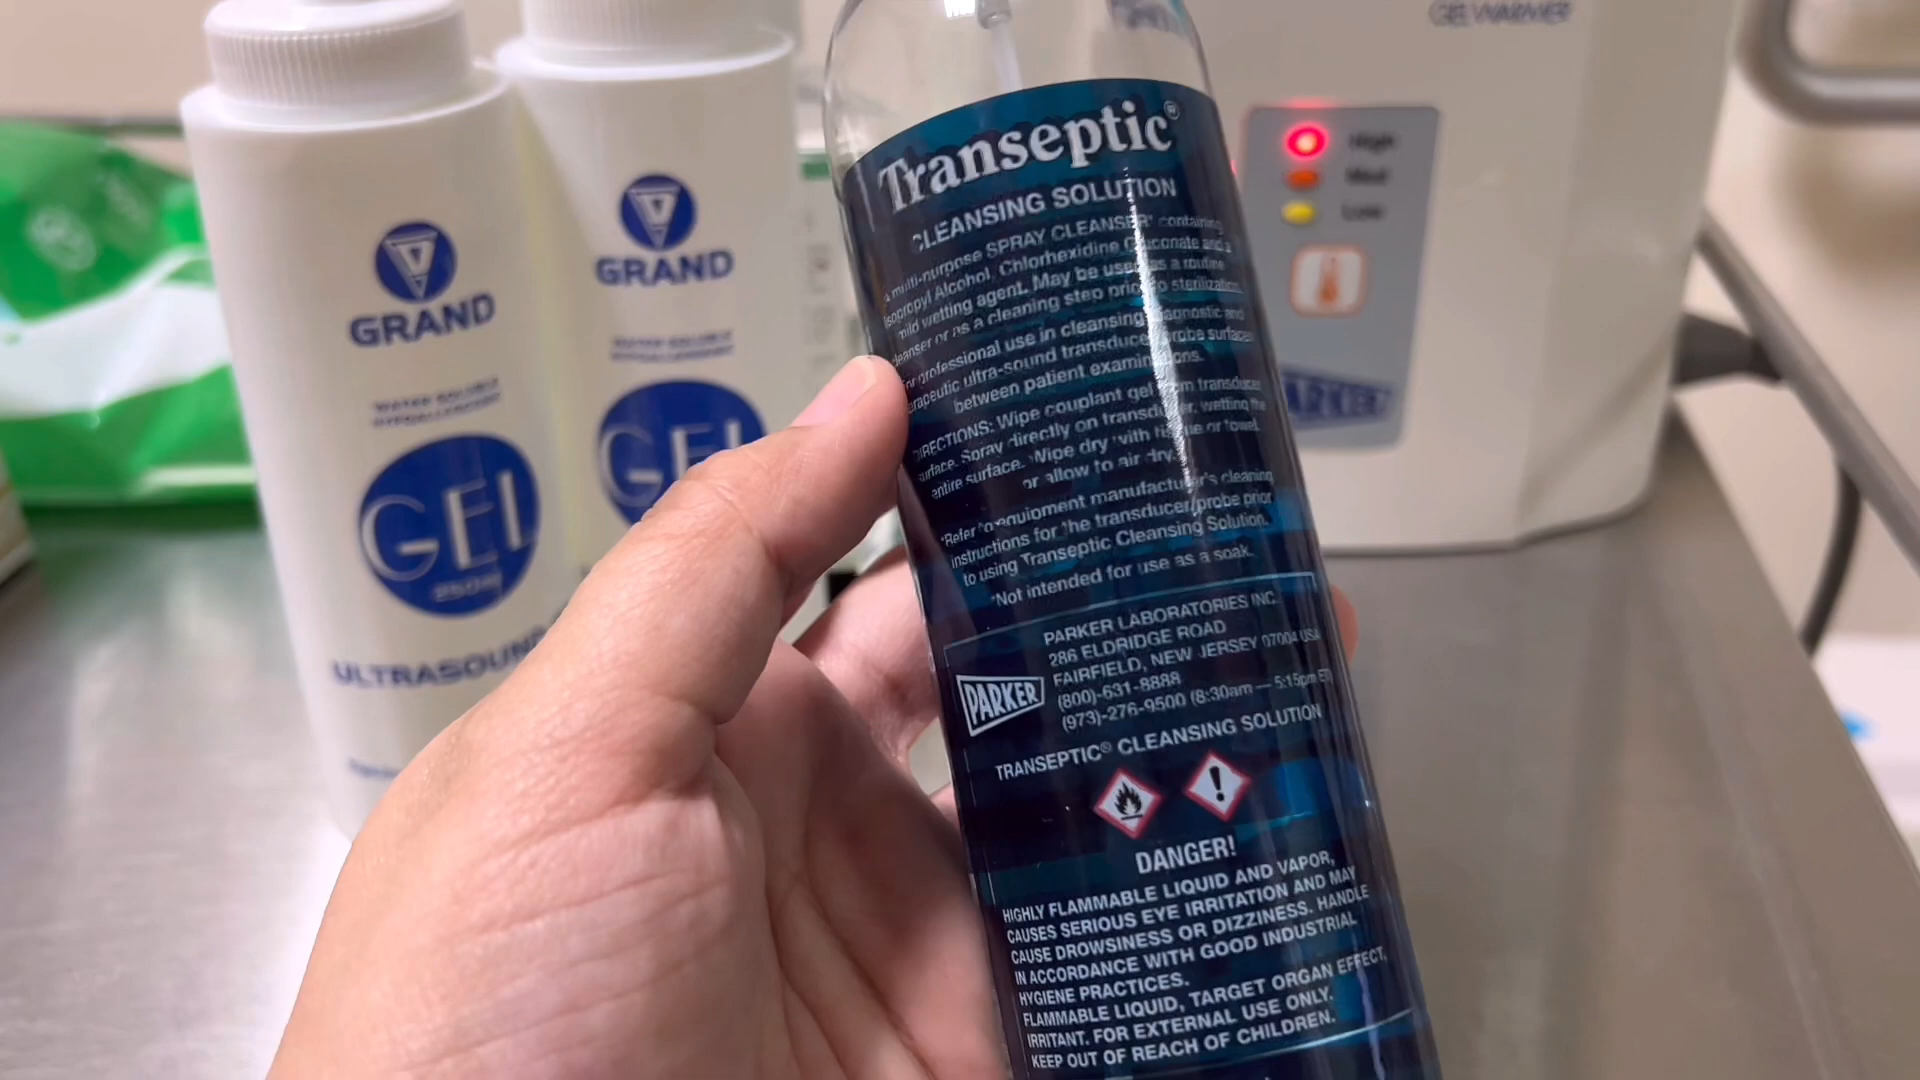 GRAND
WATER SOLUBLE
HYPOALLERGENIC
GEL
250ml
GRAND
WATER SOLUBLE
HYPOALLERGENIC
GEL
GEL WARMER
High
Med
Low
PARKER
Transeptic®
CLEANSING SOLUTION
multi-purpose SPRAY CLEANSER* containing
Isopropyl Alcohol, Chlorhexidine Gluconate and a
mild wetting agent. May be used as a routine
cleanser or as a cleaning step prior to sterilization.
For professional use in cleansing diagnostic and
therapeutic ultra-sound transducer/probe surfaces
between patient examinations.
DIRECTIONS: Wipe couplant gel from transducer
surface. Spray directly on transducer, wetting the
entire surface. Wipe dry with tissue or towel,
or allow to air dry.
*Refer to equipment manufacturer's cleaning
instructions for the transducer/probe prior
to using Transeptic Cleansing Solution.
*Not intended for use as a soak.
PARKER
PARKER LABORATORIES INC.
286 ELDRIDGE ROAD
FAIRFIELD, NEW JERSEY 07004 USA
(800)-631-8888
(973)-276-9500 (8:30am — 5:15pm ET)
TRANSEPTIC® CLEANSING SOLUTION
DANGER!
HIGHLY FLAMMABLE LIQUID AND VAPOR,
CAUSES SERIOUS EYE IRRITATION AND MAY
CAUSE DROWSINESS OR DIZZINESS. HANDLE
IN ACCORDANCE WITH GOOD INDUSTRIAL
HYGIENE PRACTICES.
FLAMMABLE LIQUID, TARGET ORGAN EFFECT,
IRRITANT. FOR EXTERNAL USE ONLY.
KEEP OUT OF REACH OF CHILDREN.